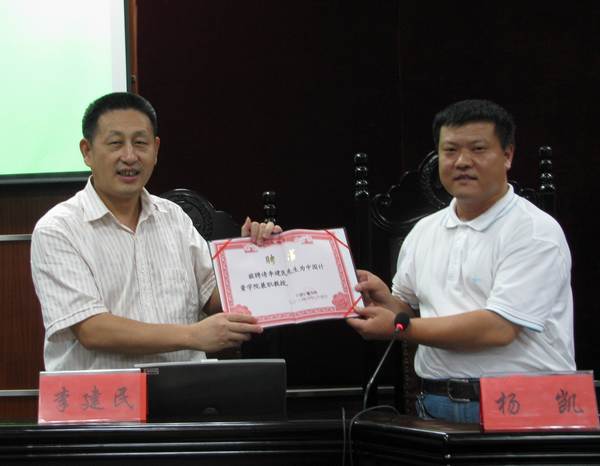 聘 书
兹聘请李建民先生为中国计
量学院兼职教授。
李建民
杨 凯